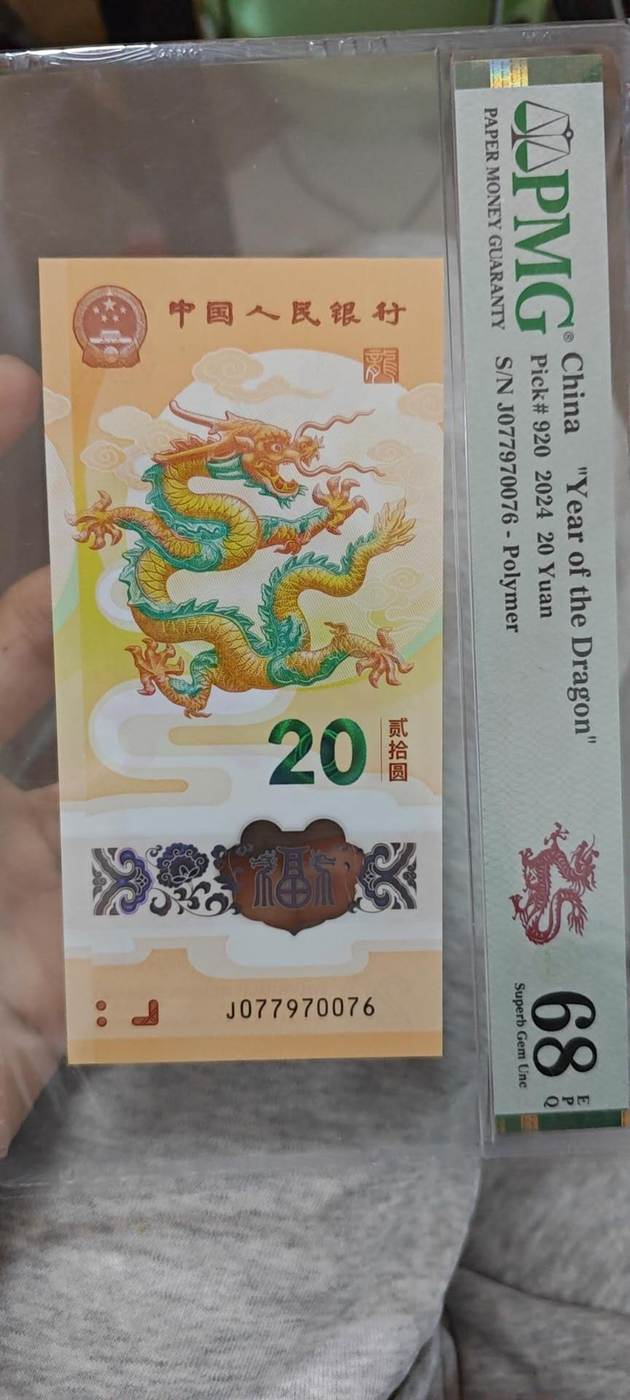 中国人民银行
龍
20
贰拾圆
福
J077970076
PMG®
PAPER MONEY GUARANTY
China "Year of the Dragon"
Pick# 920 2024 20 Yuan
S/N J077970076 - Polymer
68
EPQ
Superb Gem Unc